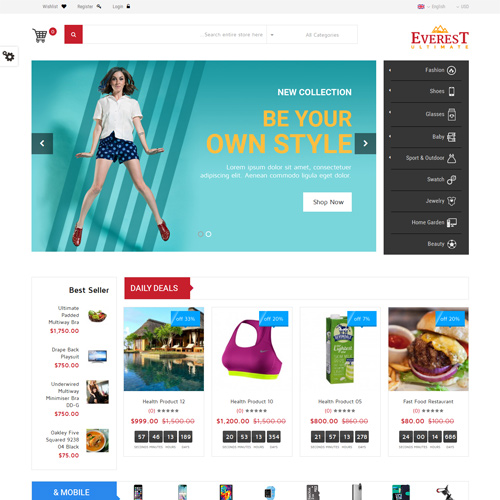 Wishlist
Register
Login
English
USD
0
Search entire store here
All Categories
EVEREST
ULTIMATE
NEW COLLECTION
BE YOUR
OWN STYLE
Lorem ipsum dolor sit amet, consectetuer
adipiscing elit. Aenean commodo ligula eget dolor.
Shop Now
Fashion
Shoes
Glasses
Baby
Sport & Outdoor
Swatch
Jewelry
Home Garden
Beauty
Best Seller
Ultimate
Padded
Multiway Bra
$1,750.00
Drape Back
Playsuit
$750.00
Underwired
Multiway
Minimiser Bra
DD-G
$750.00
Oakley Five
Squared 9238
04 Black
$75.00
DAILY DEALS
off 33%
Health Product 12
(0) ★★★★★
$999.00 $1,500.00
57 46 13 189
SECONDS MINUTES HOURS DAYS
off 20%
Health Product 10
(0) ★★★★★
$1,200.00 $1,500.00
20 53 13 354
SECONDS MINUTES HOURS DAYS
off 7%
Lightest
Health Product 05
(0) ★★★★★
$800.00 $860.00
51 21 13 278
SECONDS MINUTES HOURS DAYS
off 20%
Fast Food Restaurant
(0) ★★★★★
$80.00 $100.00
24 00 14 686
SECONDS MINUTES HOURS DAYS
& MOBILE